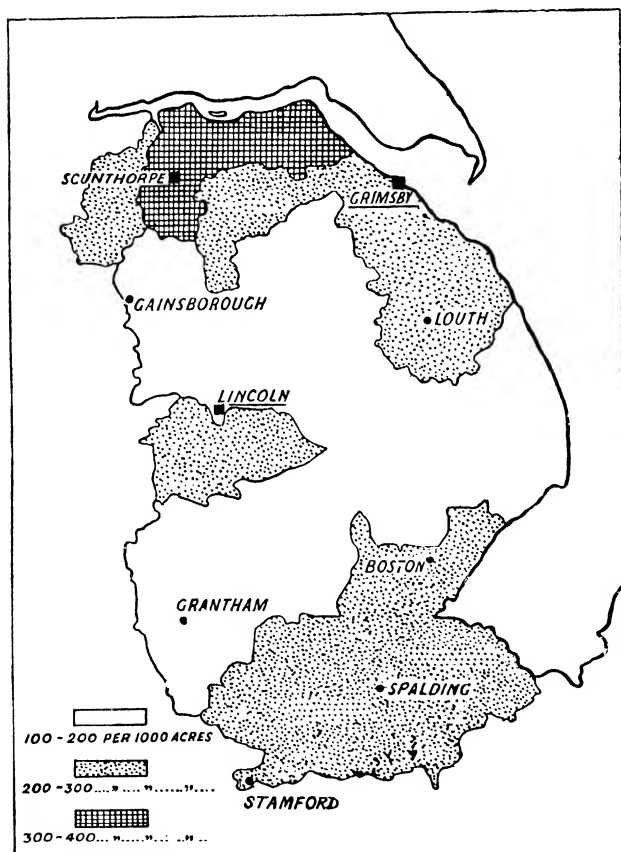 SCUNTHORPE
GRIMSBY
GAINSBOROUGH
LOUTH
LINCOLN
BOSTON
GRANTHAM
SPALDING
100-200 PER 1000 ACRES
200-300 .... " .... " ........ " ....
STAMFORD
300-400 ... " ..... " ... : .. " ..